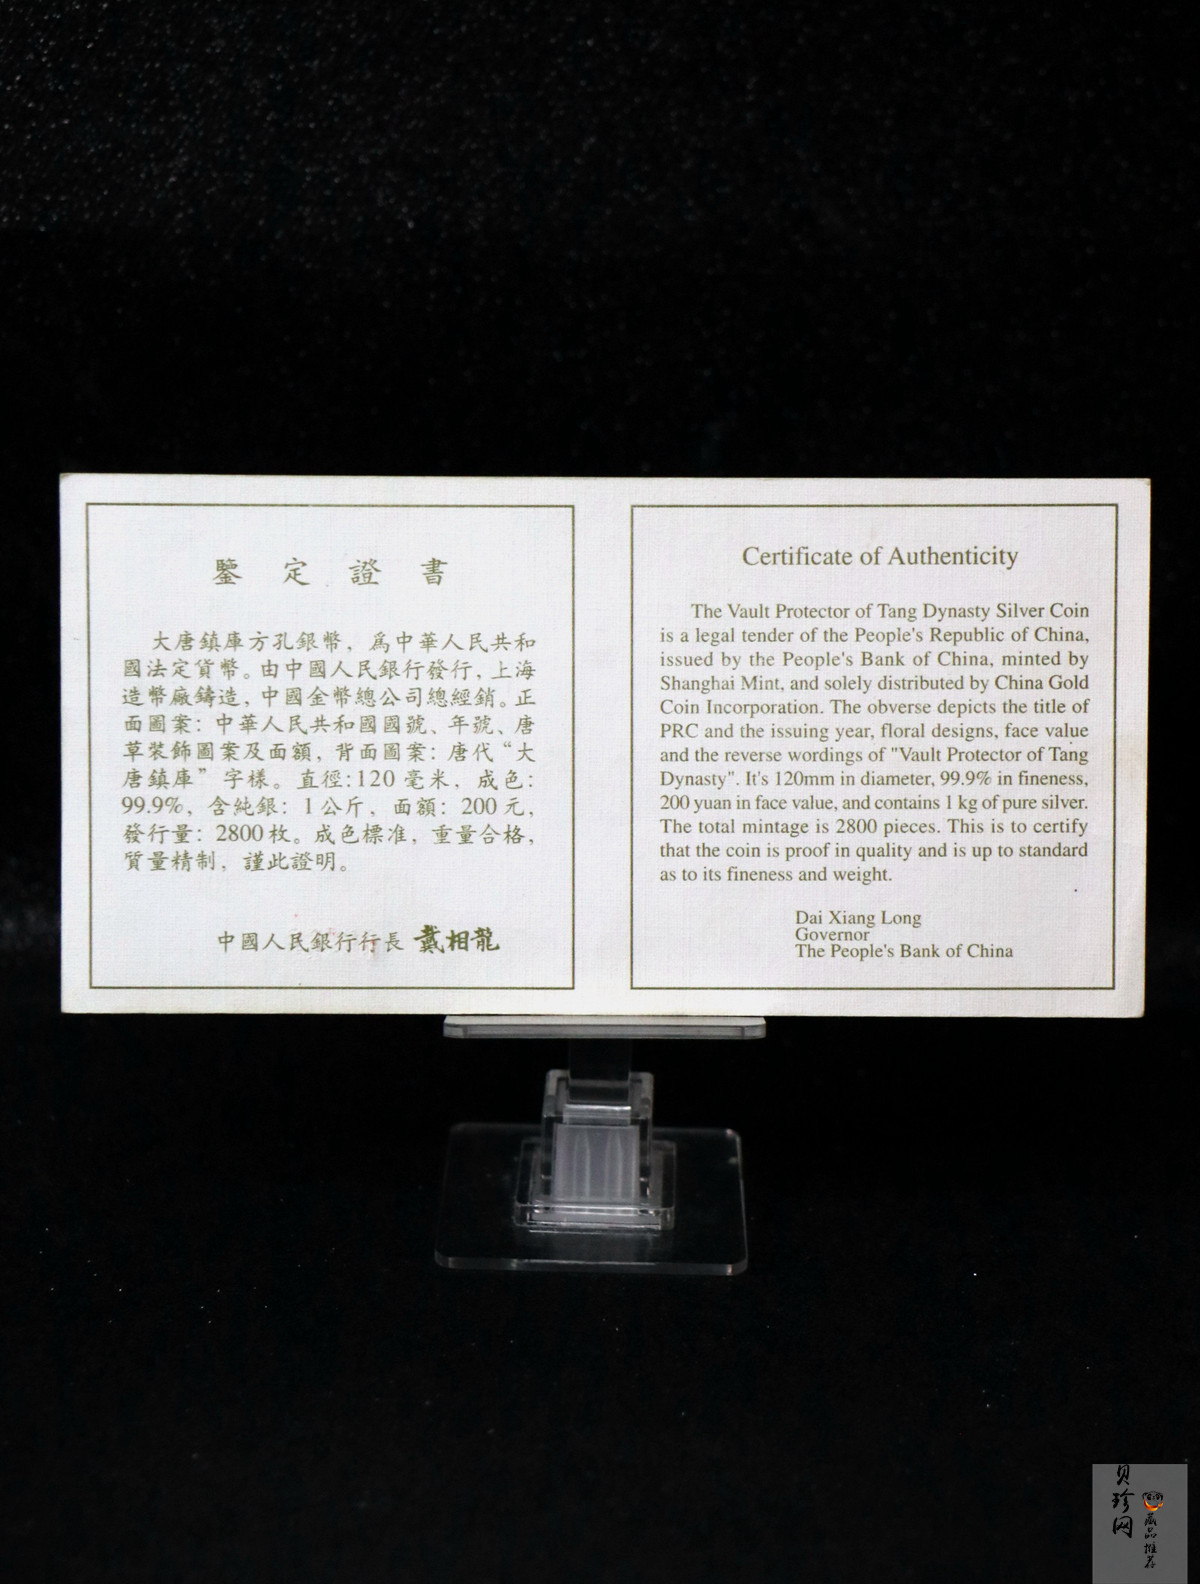 鑒定證書
大唐鎮庫方孔銀幣，爲中華人民共和
國法定貨幣。由中國人民銀行發行，上海
造幣廠鑄造，中國金幣總公司總經銷。正
面圖案：中華人民共和國國號、年號、唐
草裝飾圖案及面額，背面圖案：唐代“大
唐鎮庫”字樣。直徑：120毫米，成色：
99.9%，含純銀：1公斤，面額：200元，
發行量：2800枚。成色標准，重量合格，
質量精制，謹此證明。
中國人民銀行行長 戴相龍
Certificate of Authenticity
The Vault Protector of Tang Dynasty Silver Coin
is a legal tender of the People's Republic of China,
issued by the People's Bank of China, minted by
Shanghai Mint, and solely distributed by China Gold
Coin Incorporation. The obverse depicts the title of
PRC and the issuing year, floral designs, face value
and the reverse wordings of "Vault Protector of Tang
Dynasty". It's 120mm in diameter, 99.9% in fineness,
200 yuan in face value, and contains 1 kg of pure silver.
The total mintage is 2800 pieces. This is to certify
that the coin is proof in quality and is up to standard
as to its fineness and weight.
Dai Xiang Long
Governor
The People's Bank of China
贝珍网
藏品推荐